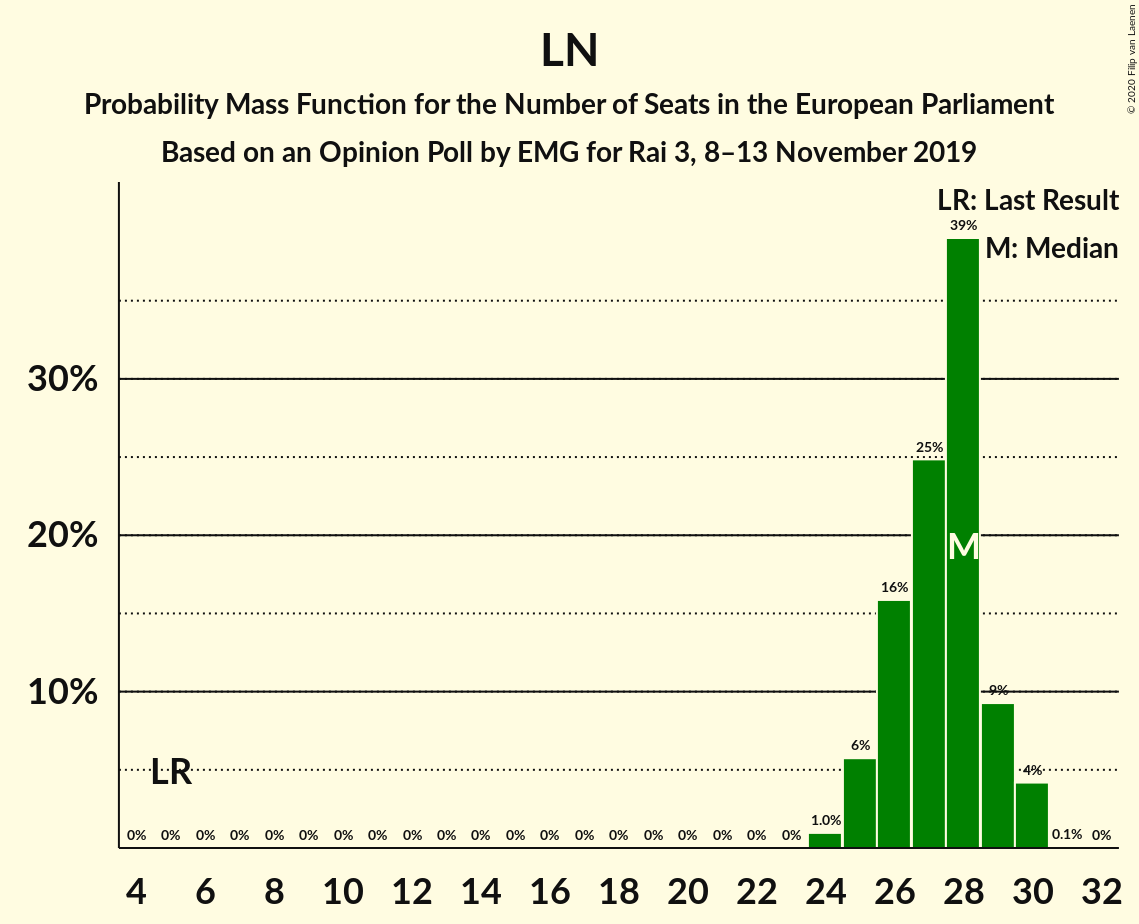 LN
Probability Mass Function for the Number of Seats in the European Parliament
Based on an Opinion Poll by EMG for Rai 3, 8–13 November 2019
© 2020 Filip van Laenen
LR: Last Result
M: Median
39%
30%
25%
20%
M
16%
10%
9%
6%
LR
4%
1.0%
0% 0% 0% 0% 0% 0% 0% 0% 0% 0% 0% 0% 0% 0% 0% 0% 0% 0% 0% 0% 0.1% 0%
4 6 8 10 12 14 16 18 20 22 24 26 28 30 32